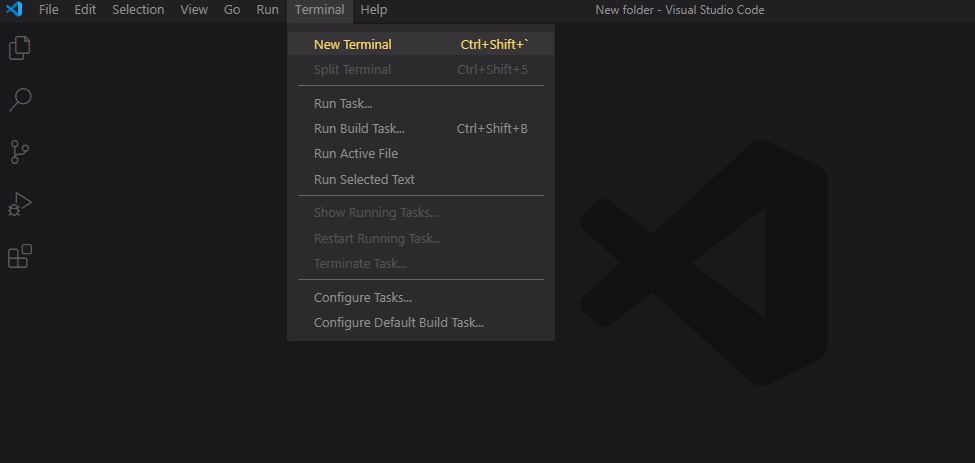 File Edit Selection View Go Run Terminal Help New folder - Visual Studio Code
New Terminal Ctrl+Shift+`
Split Terminal Ctrl+Shift+5
Run Task...
Run Build Task... Ctrl+Shift+B
Run Active File
Run Selected Text
Show Running Tasks...
Restart Running Task...
Terminate Task...
Configure Tasks...
Configure Default Build Task...